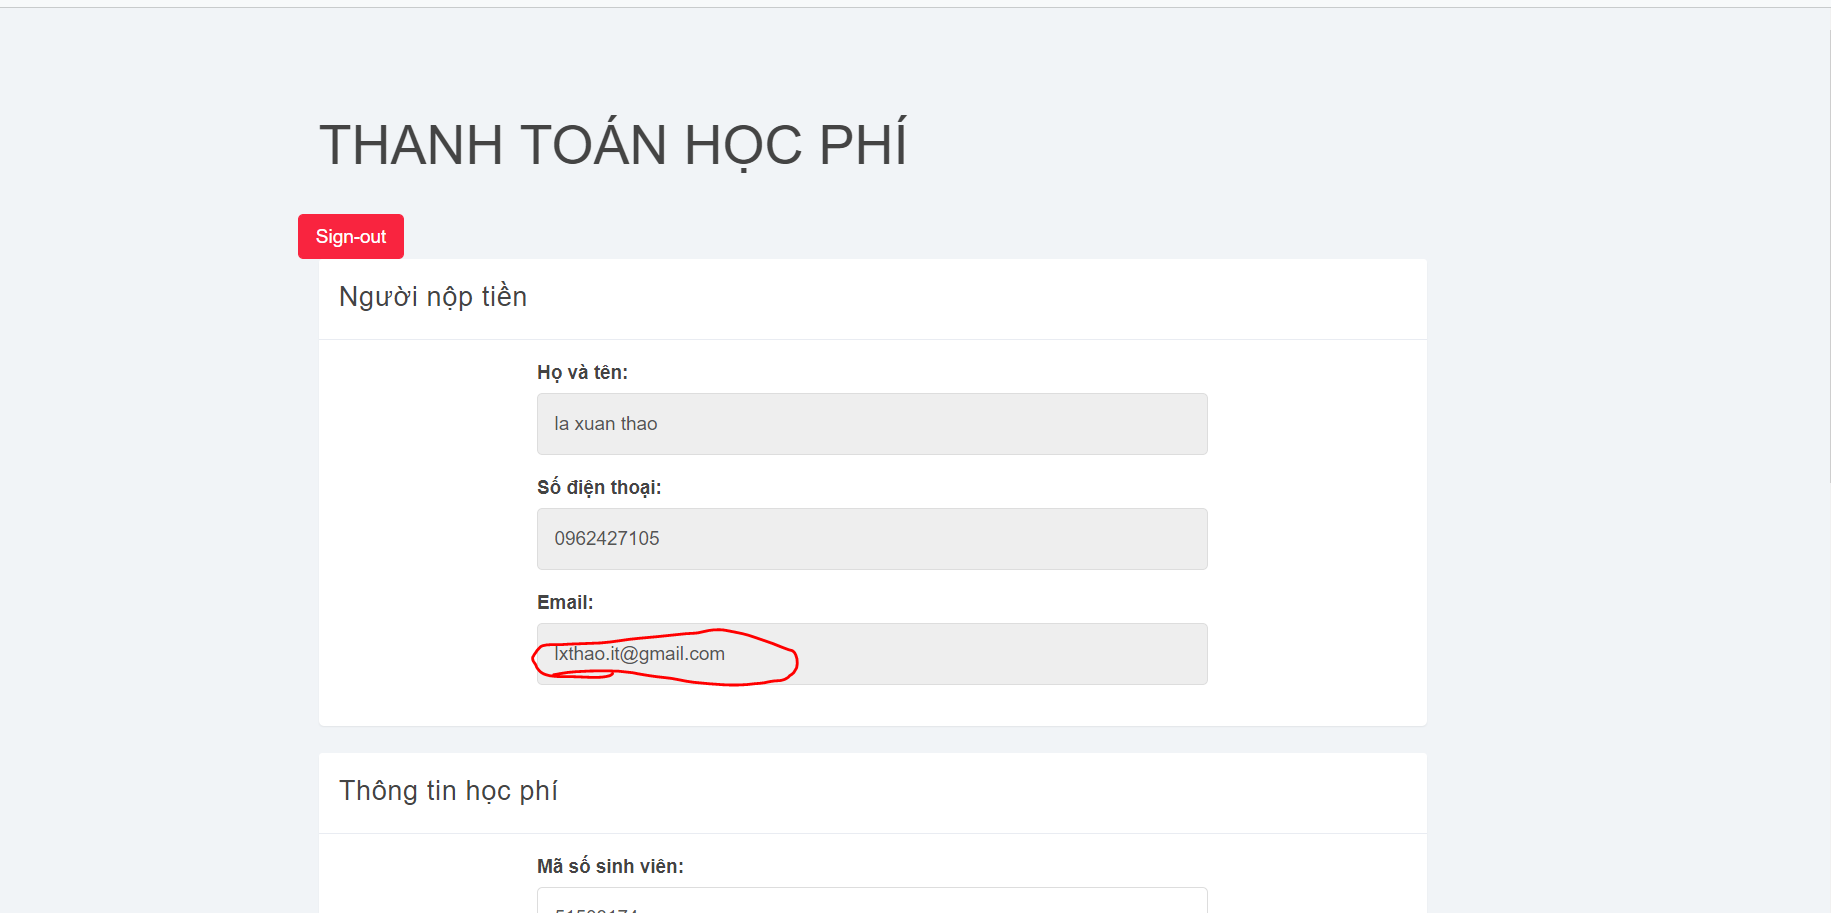 THANH TOÁN HỌC PHÍ
Sign-out
Người nộp tiền
Họ và tên:
la xuan thao
Số điện thoại:
0962427105
Email:
lxthao.it@gmail.com
Thông tin học phí
Mã số sinh viên: